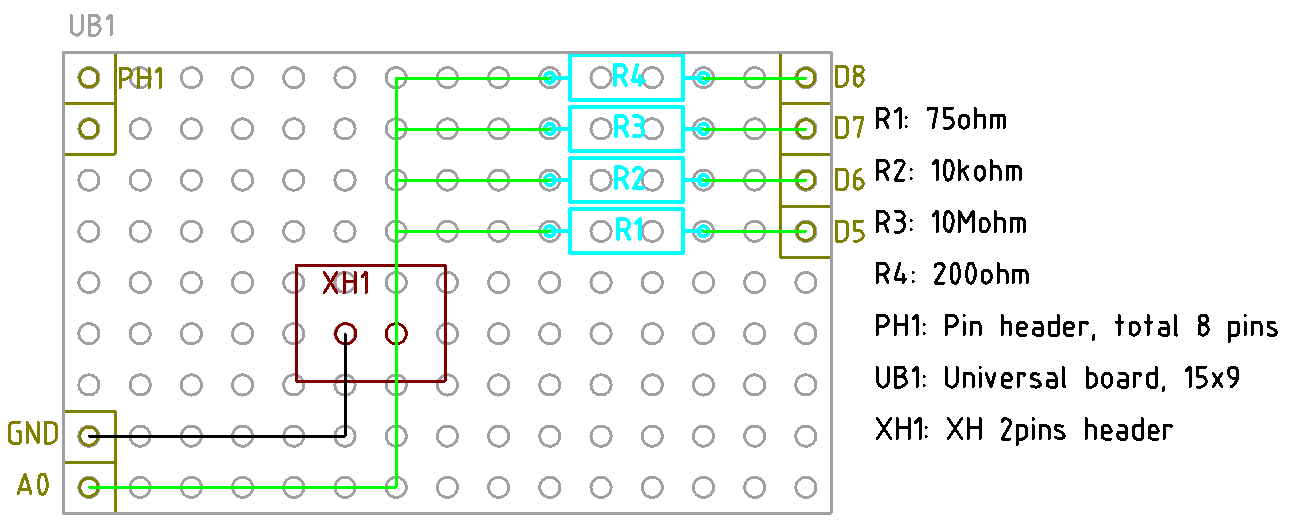 UB1
PH1
R4
D8
R3
D7
R1: 75ohm
R2
D6
R2: 10kohm
R1
D5
R3: 10Mohm
XH1
R4: 200ohm
PH1: Pin header, total 8 pins
UB1: Universal board, 15x9
GND
XH1: XH 2pins header
A0